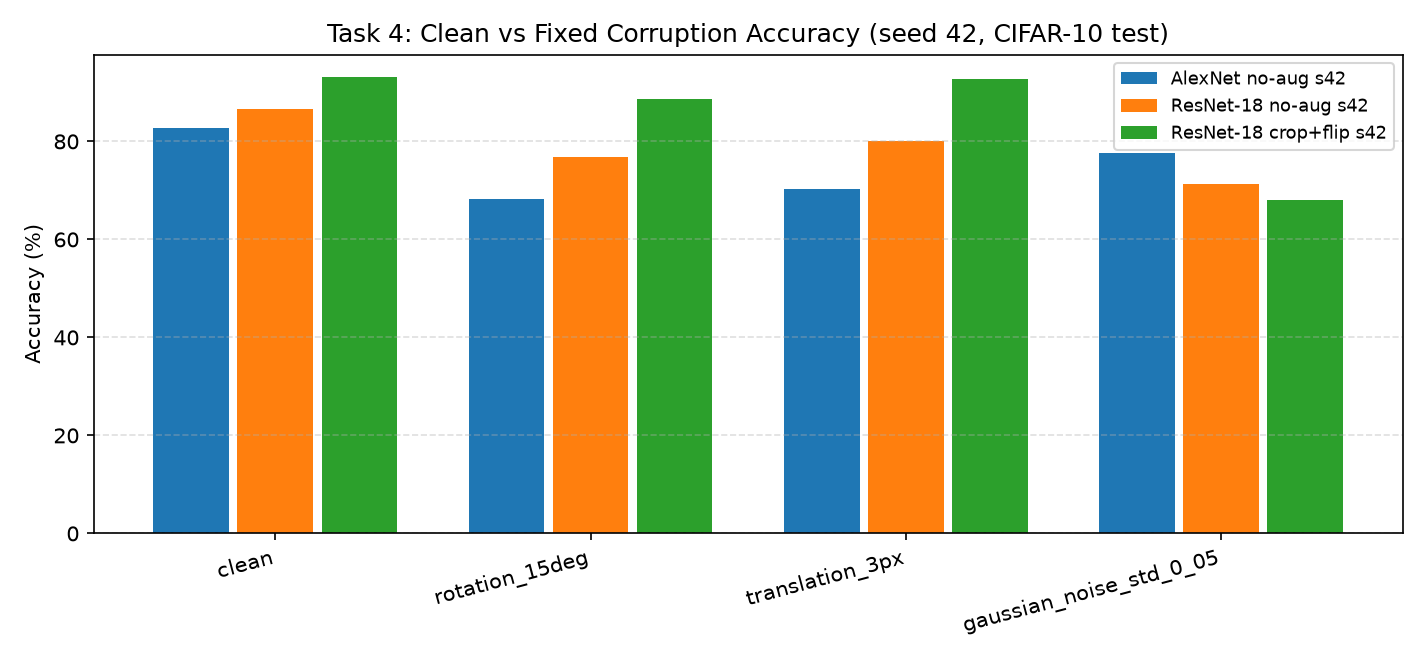 Task 4: Clean vs Fixed Corruption Accuracy (seed 42, CIFAR-10 test)
AlexNet no-aug s42
ResNet-18 no-aug s42
ResNet-18 crop+flip s42
Accuracy (%)
80
60
40
20
0
clean
rotation_15deg
translation_3px
gaussian_noise_std_0_05